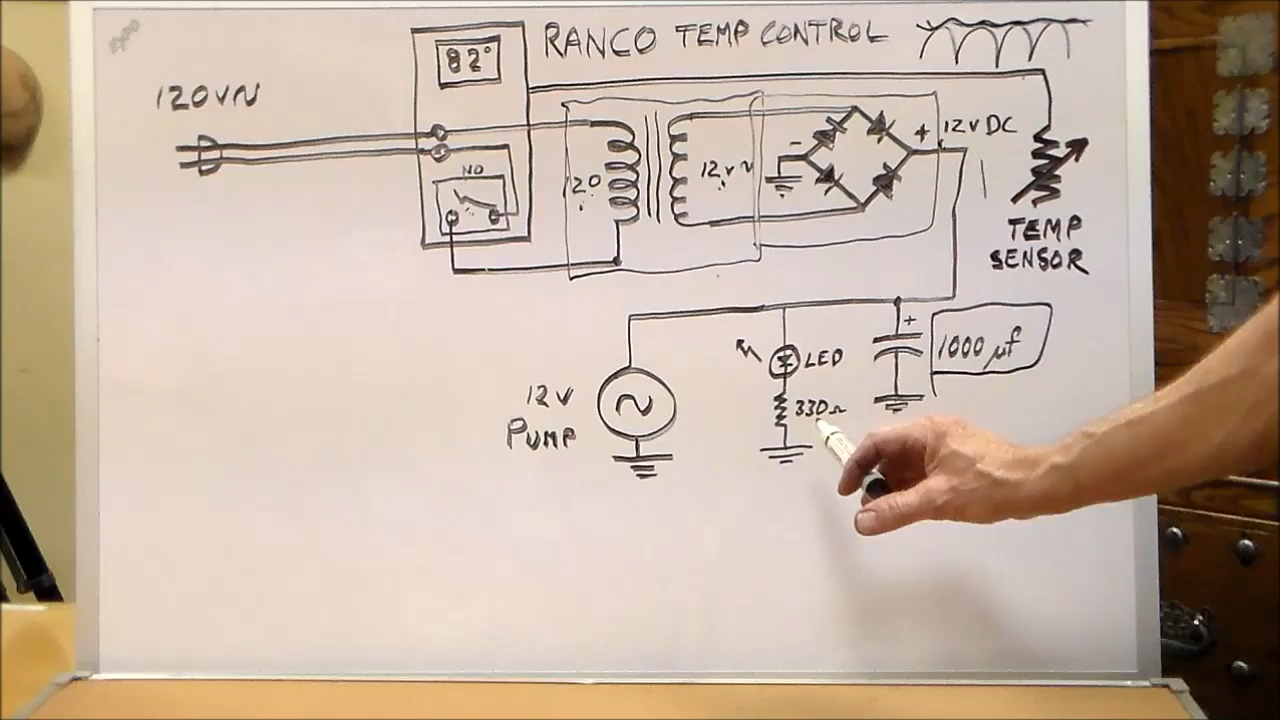 RANCO TEMP CONTROL
82°
120V~
NO
120
12V~
-
+
12V DC
TEMP
SENSOR
+
1000 µf
LED
330Ω
12V
PUMP